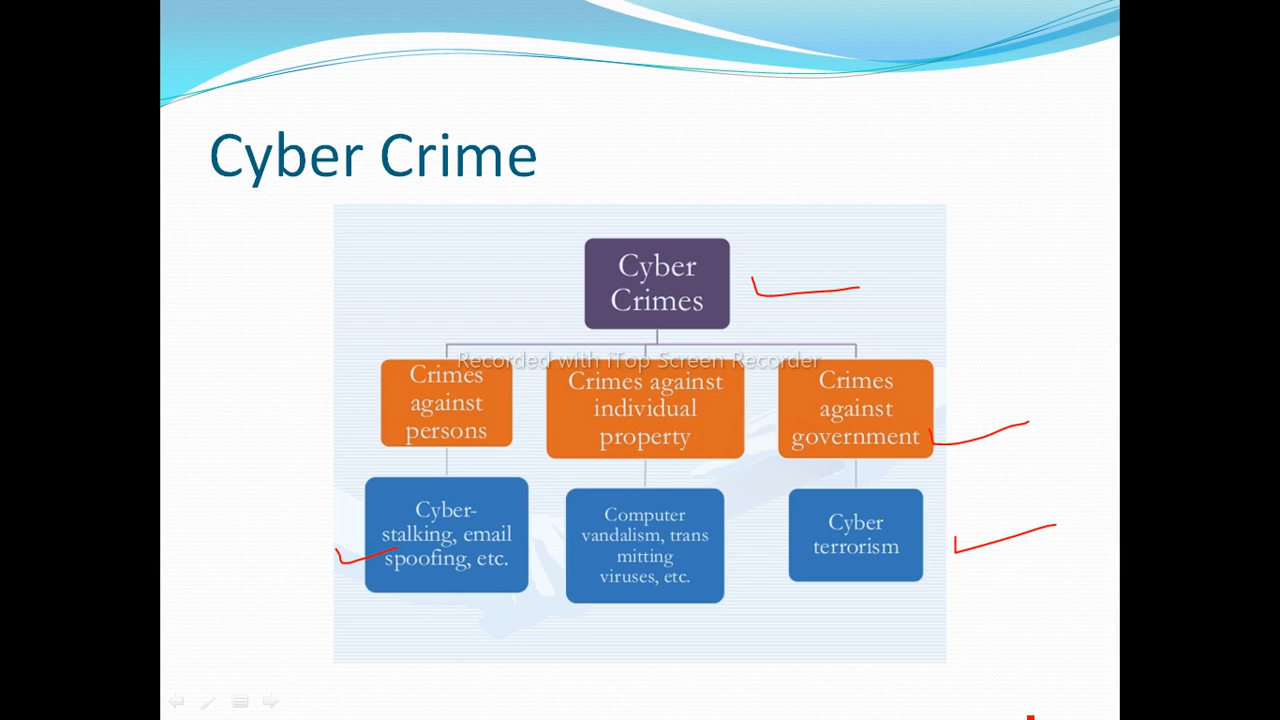 Cyber Crime
Cyber
Crimes
Recorded with iTop Screen Recorder
Crimes
against
persons
Crimes against
individual
property
Crimes
against
government
Cyber-
stalking, email
spoofing, etc.
Computer
vandalism, trans
mitting
viruses, etc.
Cyber
terrorism